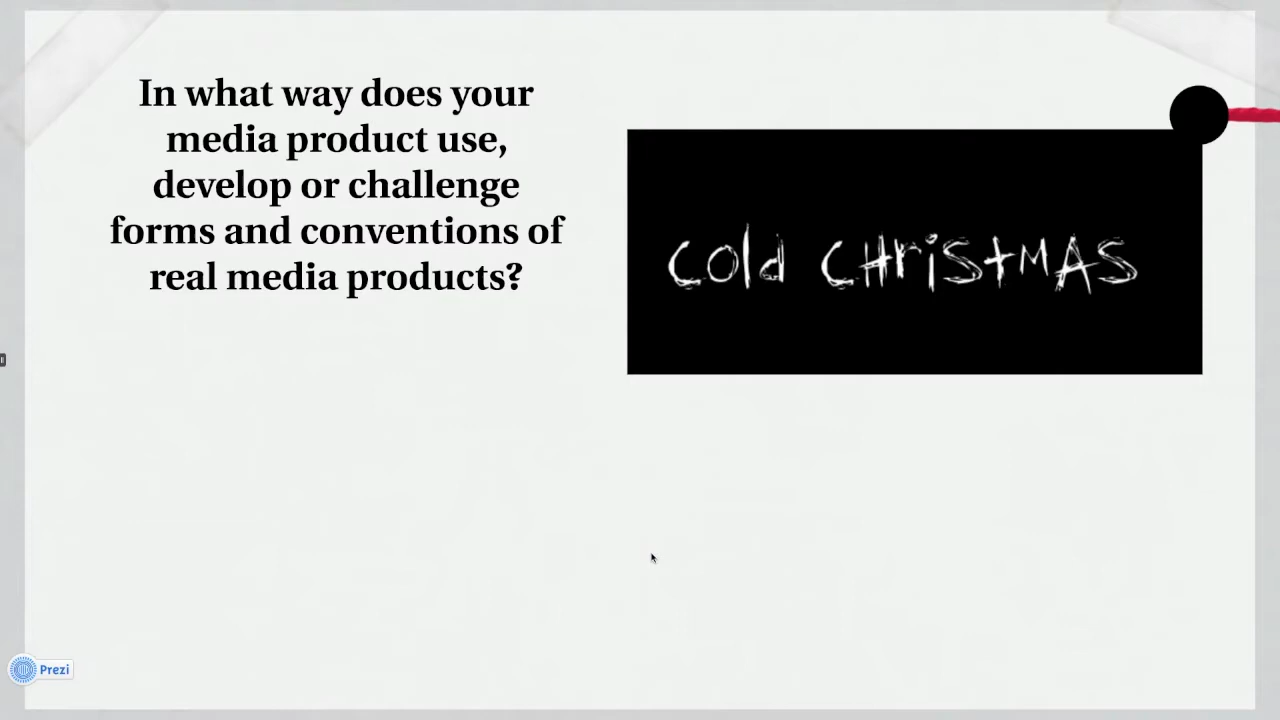 In what way does your
media product use,
develop or challenge
forms and conventions of
real media products?
cold CHriStMAS
Prezi